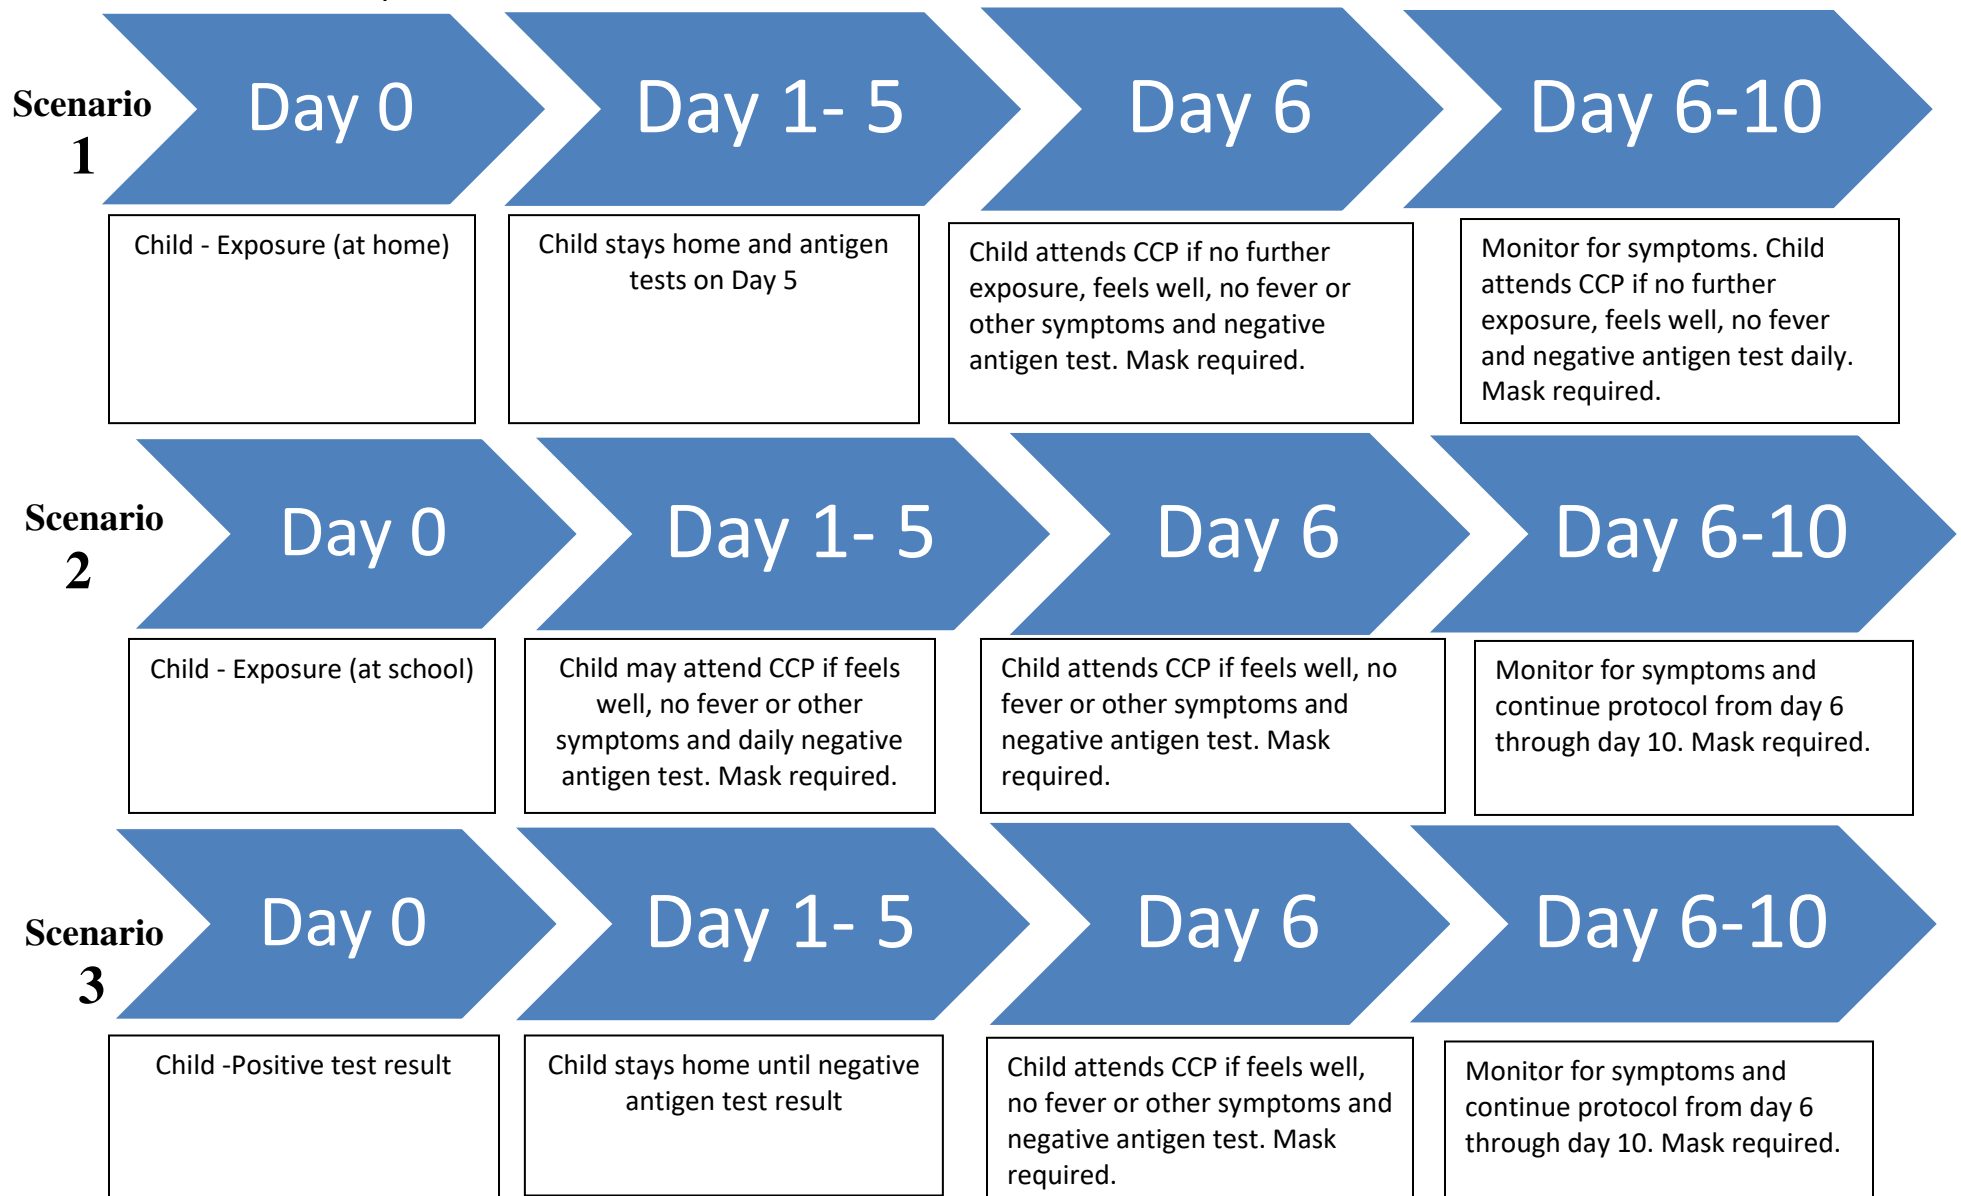 Scenario
1
Day 0
Day 1- 5
Day 6
Day 6-10
Child - Exposure (at home)
Child stays home and antigen
tests on Day 5
Child attends CCP if no further
exposure, feels well, no fever or
other symptoms and negative
antigen test. Mask required.
Monitor for symptoms. Child
attends CCP if no further
exposure, feels well, no fever
and negative antigen test daily.
Mask required.
Scenario
2
Day 0
Day 1- 5
Day 6
Day 6-10
Child - Exposure (at school)
Child may attend CCP if feels
well, no fever or other
symptoms and daily negative
antigen test. Mask required.
Child attends CCP if feels well, no
fever or other symptoms and
negative antigen test. Mask
required.
Monitor for symptoms and
continue protocol from day 6
through day 10. Mask required.
Scenario
3
Day 0
Day 1- 5
Day 6
Day 6-10
Child -Positive test result
Child stays home until negative
antigen test result
Child attends CCP if feels well,
no fever or other symptoms and
negative antigen test. Mask
required.
Monitor for symptoms and
continue protocol from day 6
through day 10. Mask required.